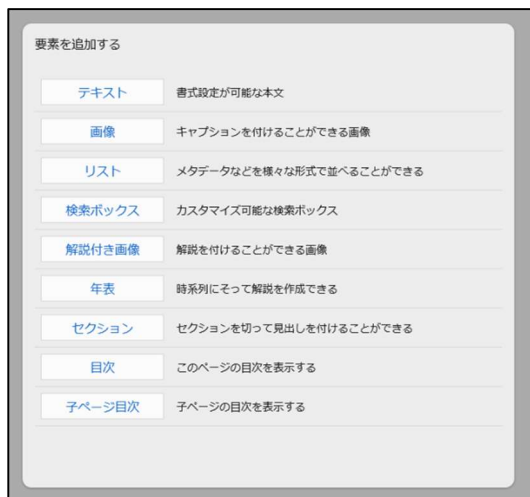 要素を追加する
テキスト 書式設定が可能な本文
画像 キャプションを付けることができる画像
リスト メタデータなどを様々な形式で並べることができる
検索ボックス カスタマイズ可能な検索ボックス
解説付き画像 解説を付けることができる画像
年表 時系列にそって解説を作成できる
セクション セクションを切って見出しを付けることができる
目次 このページの目次を表示する
子ページ目次 子ページの目次を表示する